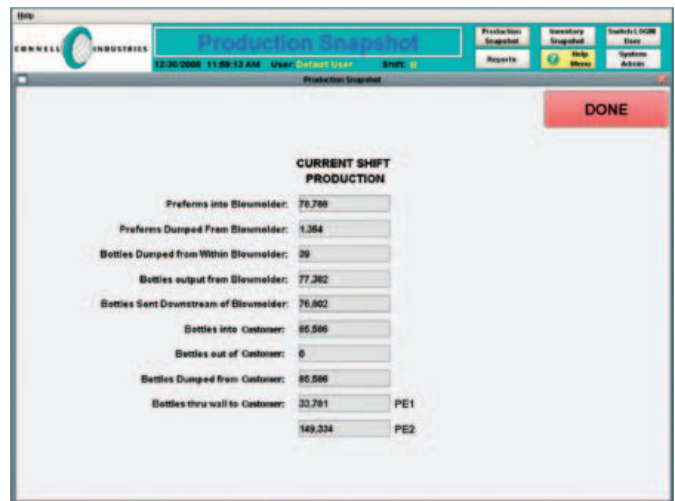 Help
CONNELL INDUSTRIES
Production Snapshot
Production Snapshot
Inventory Snapshot
Switch LOGIN User
Reports
Help Menu
System Admin
12/30/2008 11:59:13 AM User: Default User Shift:
Production Snapshot
DONE
CURRENT SHIFT
PRODUCTION
Preforms into Blowmolder: 78,788
Preforms Dumped From Blowmolder: 1,354
Bottles Dumped from Within Blowmolder: 39
Bottles output from Blowmolder: 77,382
Bottles Sent Downstream of Blowmolder: 76,802
Bottles into Customer: 85,586
Bottles out of Customer: 0
Bottles Dumped from Customer: 85,586
Bottles thru wall to Customer: 33,781 PE1
149,334 PE2